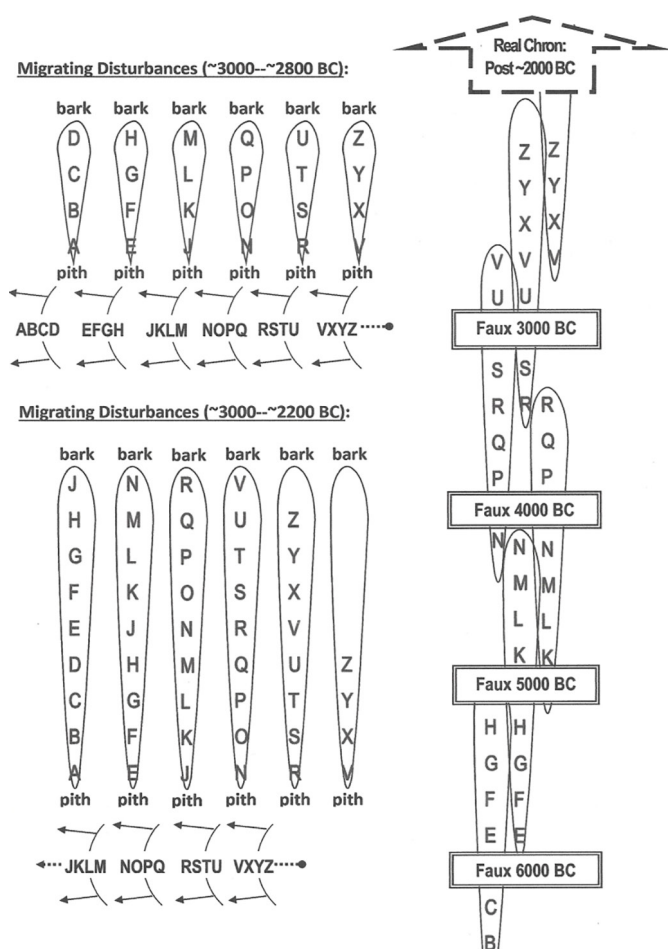 Migrating Disturbances (~3000--~2800 BC):
bark bark bark bark bark bark
D H M Q U Z
C G L P T Y
B F K O S X
A E J N R V
pith pith pith pith pith pith
ABCD EFGH JKLM NOPQ RSTU VXYZ
Migrating Disturbances (~3000--~2200 BC):
bark bark bark bark bark bark
J N R V
H M Q U Z
G L P T Y
F K O S X
E J N R V
D H M Q U Z
C G L P T Y
B F K O S X
A E J N R V
pith pith pith pith pith pith
JKLM NOPQ RSTU VXYZ
Real Chron:
Post ~2000 BC
Z Z
Y Y
X X
V V V
U U
Faux 3000 BC
S S
R R R
Q Q
P P
Faux 4000 BC
N N N
M M
L L
K K
Faux 5000 BC
H H
G G
F F
E E
Faux 6000 BC
C
B